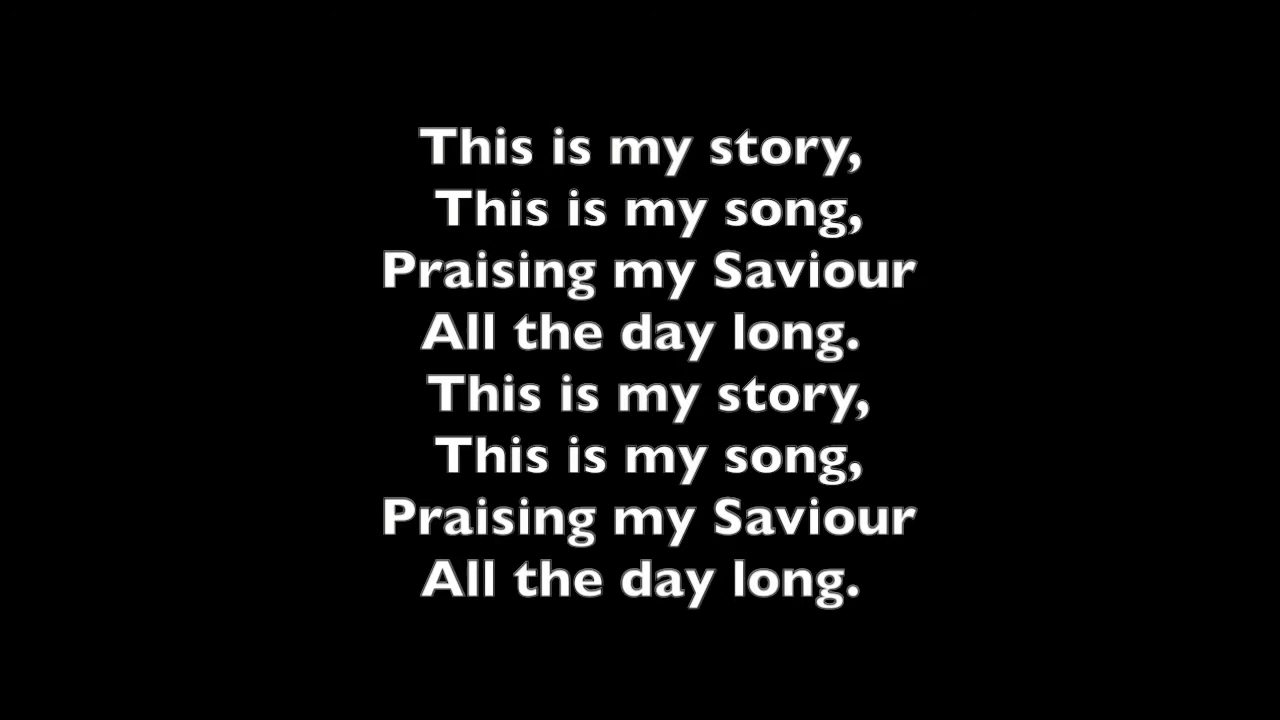 This is my story,
This is my song,
Praising my Saviour
All the day long.
This is my story,
This is my song,
Praising my Saviour
All the day long.